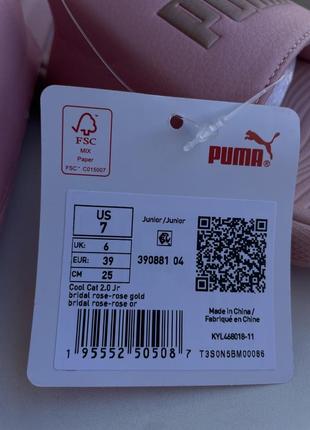 PUMA
FSC
MIX
Paper
FSC™ C015007
PUMA
US
7
UK: 6
EUR: 39
CM: 25
Junior/Junior
390881 04
Cool Cat 2.0 Jr
bridal rose-rose gold
bridal rose-rose or
Made in China/
Fabriqué en Chine
KYL468018-11
1 95552 50508 7
T3S0N5BM00086